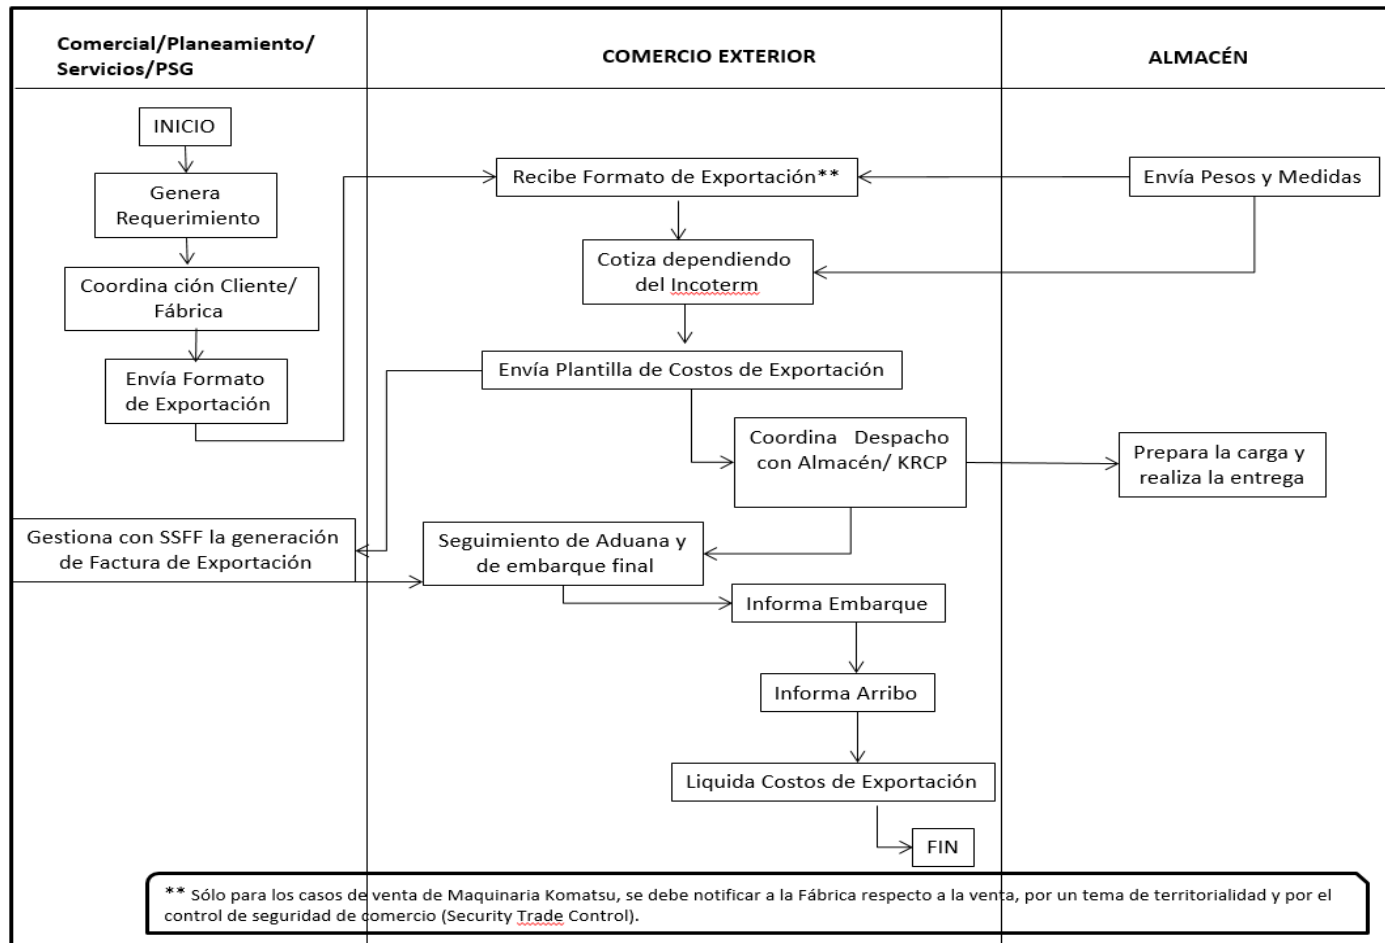 Comercial/Planeamiento/
Servicios/PSG
COMERCIO EXTERIOR
ALMACÉN
INICIO
Genera
Requerimiento
Coordina ción Cliente/
Fábrica
Envía Formato
de Exportación
Recibe Formato de Exportación**
Envía Pesos y Medidas
Cotiza dependiendo
del Incoterm
Envía Plantilla de Costos de Exportación
Coordina Despacho
con Almacén/ KRCP
Prepara la carga y
realiza la entrega
Gestiona con SSFF la generación
de Factura de Exportación
Seguimiento de Aduana y
de embarque final
Informa Embarque
Informa Arribo
Liquida Costos de Exportación
FIN
** Sólo para los casos de venta de Maquinaria Komatsu, se debe notificar a la Fábrica respecto a la venta, por un tema de territorialidad y por el
control de seguridad de comercio (Security Trade Control).